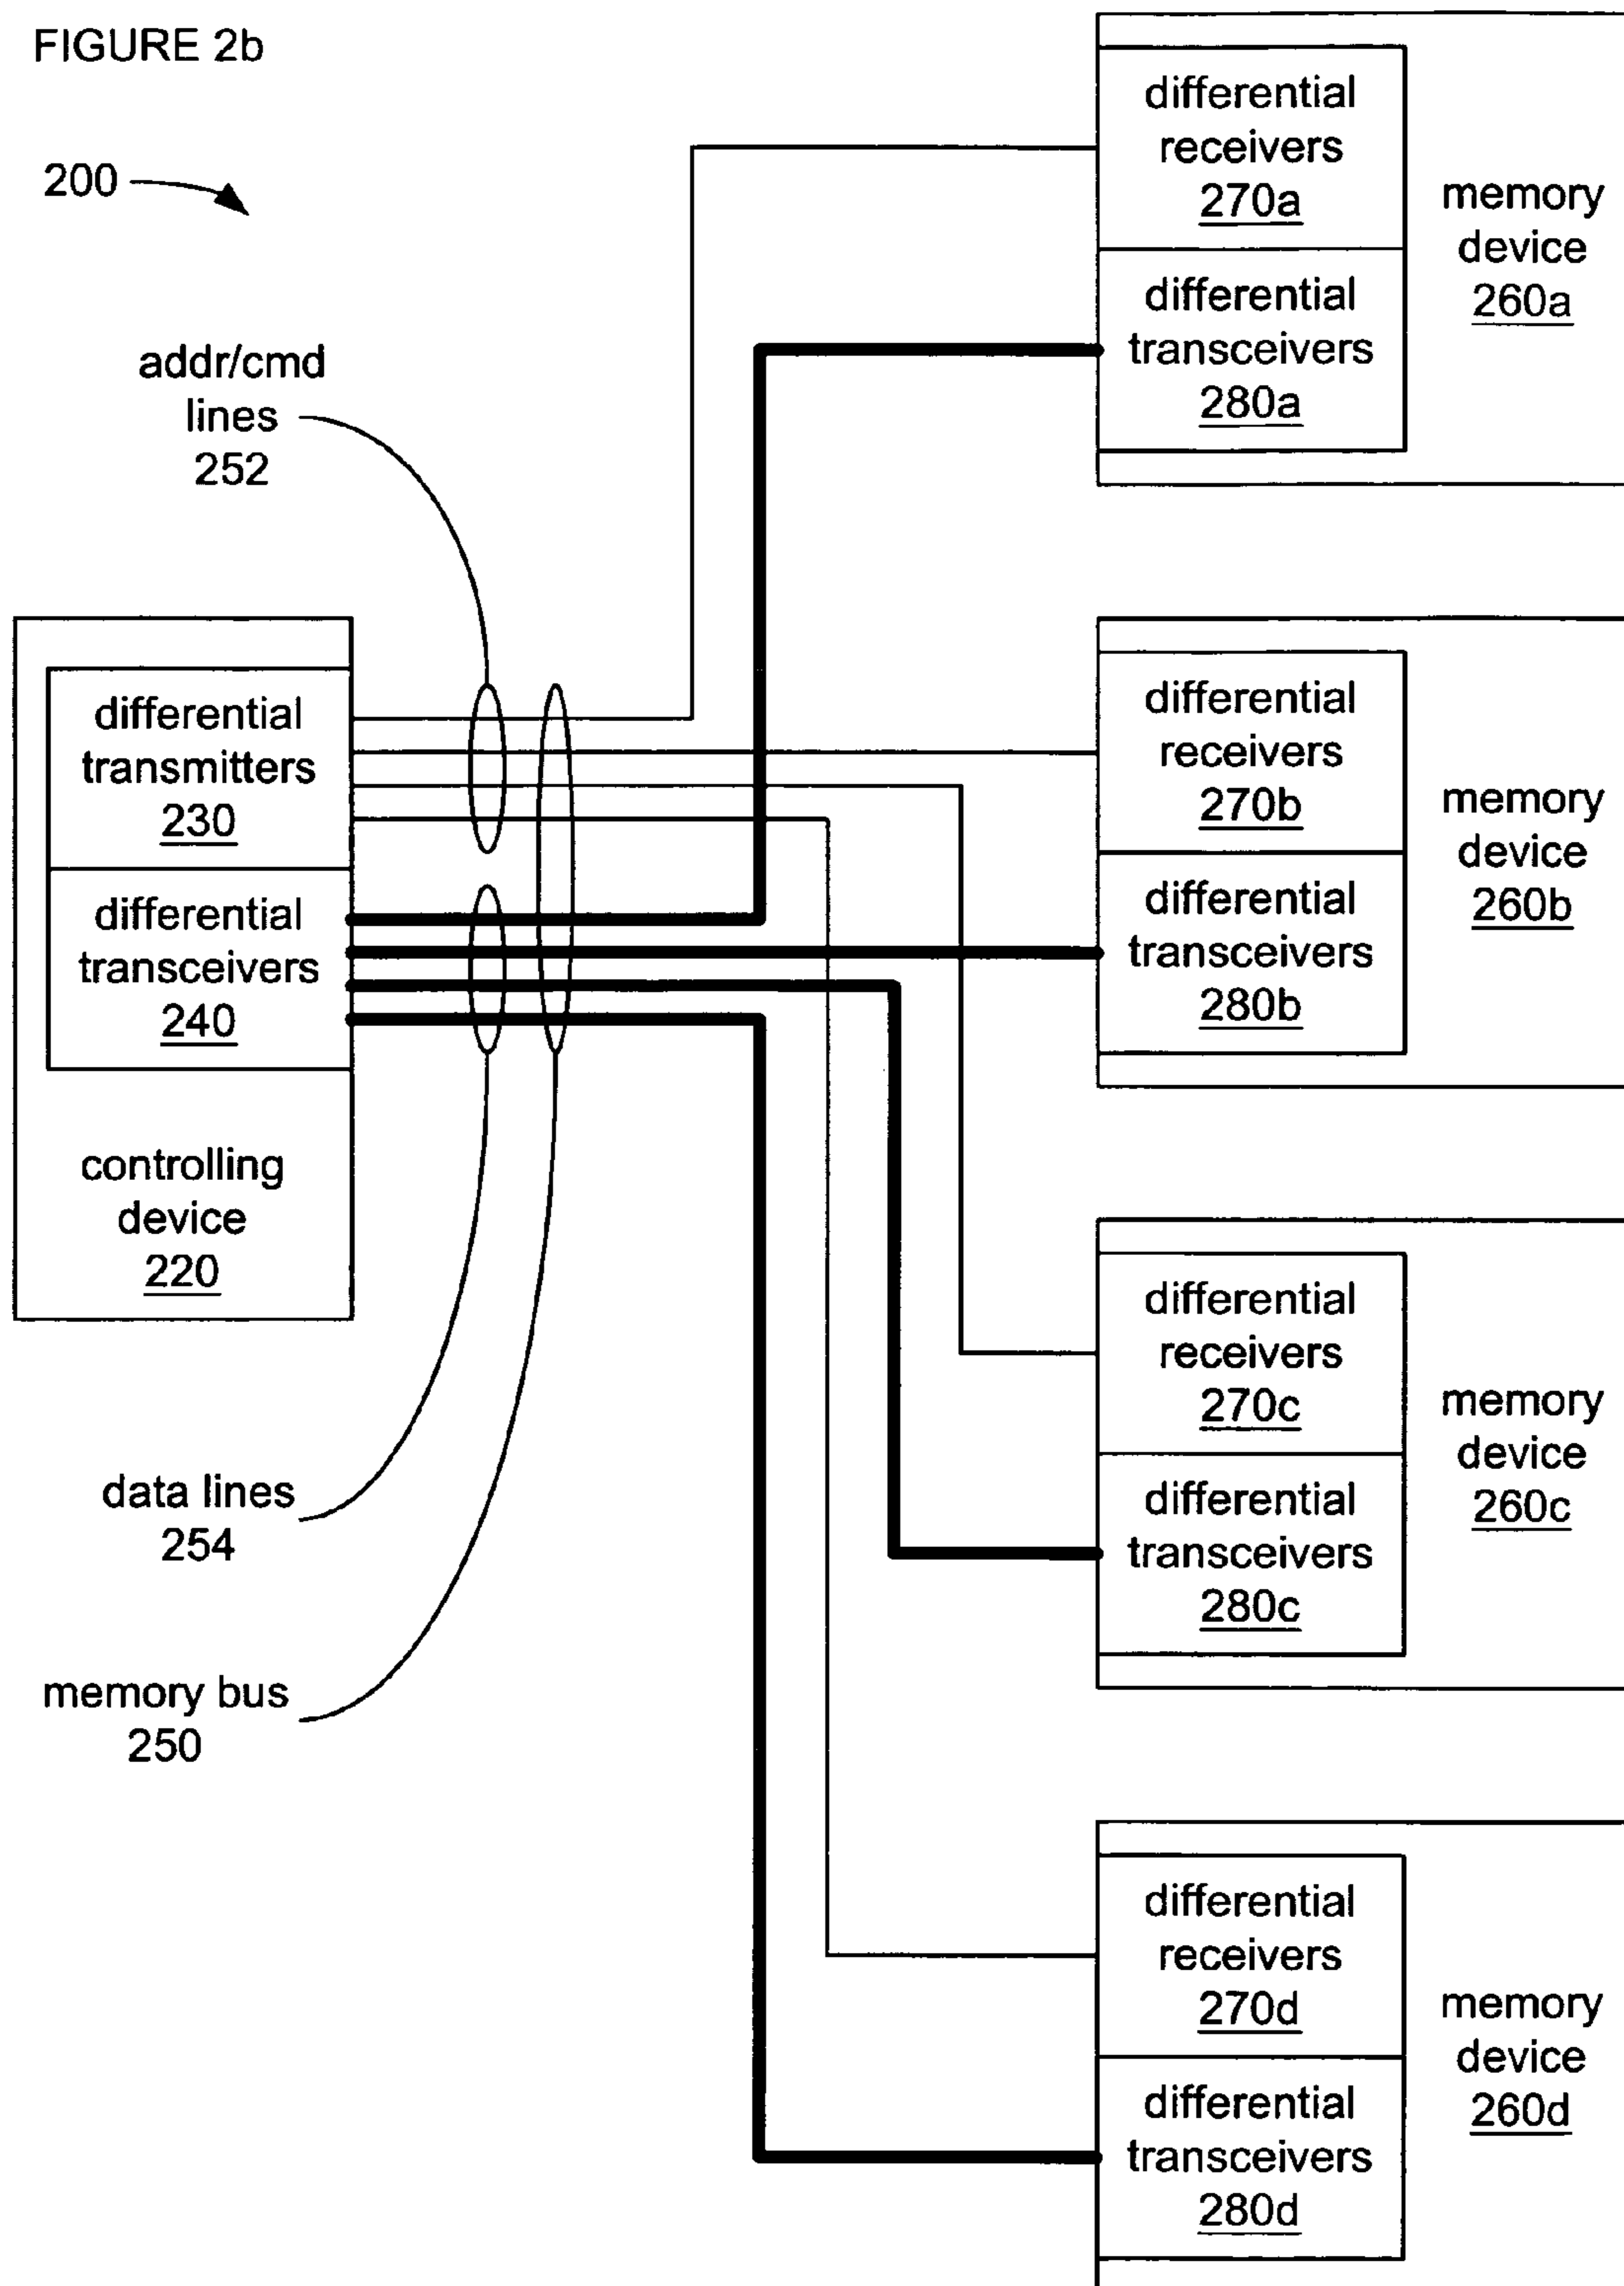 FIGURE 2b
200
addr/cmd
lines
252
differential
transmitters
230
differential
transceivers
240
controlling
device
220
data lines
254
memory bus
250
differential
receivers
270a
differential
transceivers
280a
memory
device
260a
differential
receivers
270b
differential
transceivers
280b
memory
device
260b
differential
receivers
270c
differential
transceivers
280c
memory
device
260c
differential
receivers
270d
differential
transceivers
280d
memory
device
260d